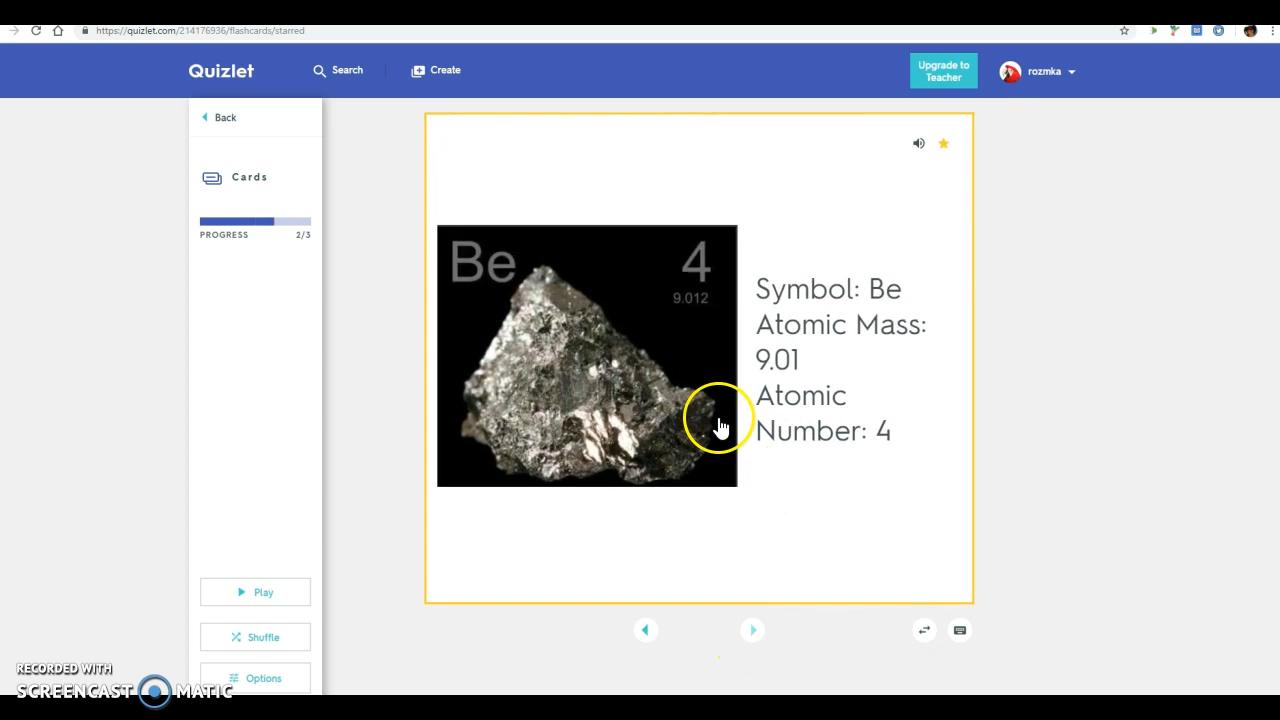 https://quizlet.com/214176936/flashcards/starred
Quizlet
Search
Create
Upgrade to
Teacher
rozmka
Back
Cards
PROGRESS 2/3
Be 4
9.012
Symbol: Be
Atomic Mass:
9.01
Atomic
Number: 4
Play
Shuffle
Options
RECORDED WITH
SCREENCAST MATIC